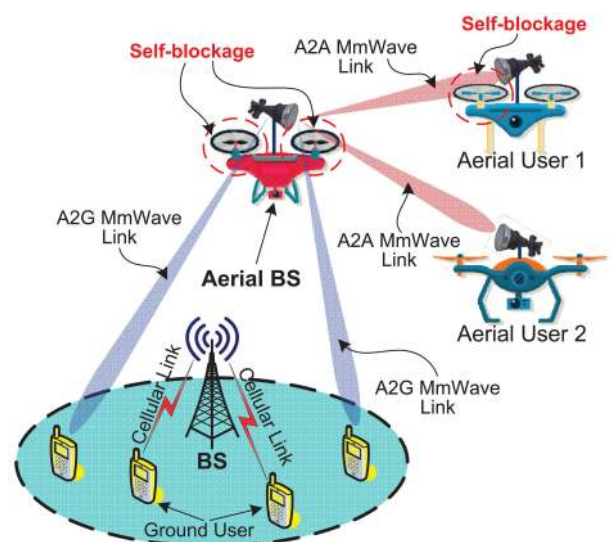 Self-blockage
A2A MmWave
Link
Self-blockage
Aerial User 1
A2G MmWave
Link
Aerial BS
A2A MmWave
Link
Aerial User 2
Cellular Link
Cellular Link
BS
A2G MmWave
Link
Ground User